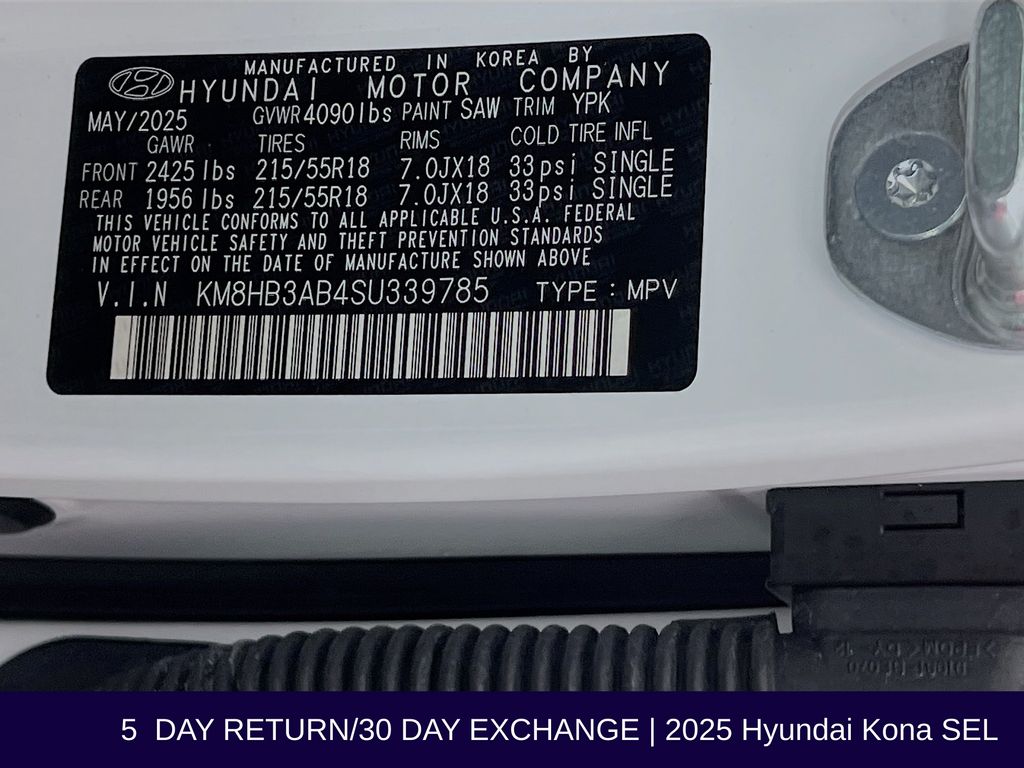 MANUFACTURED IN KOREA BY
HYUNDAI MOTOR COMPANY
MAY/2025 GVWR 4090 lbs PAINT SAW TRIM YPK
GAWR TIRES RIMS COLD TIRE INFL
FRONT 2425 lbs 215/55R18 7.0JX18 33psi SINGLE
REAR 1956 lbs 215/55R18 7.0JX18 33psi SINGLE
THIS VEHICLE CONFORMS TO ALL APPLICABLE U.S.A. FEDERAL
MOTOR VEHICLE SAFETY AND THEFT PREVENTION STANDARDS
IN EFFECT ON THE DATE OF MANUFACTURE SHOWN ABOVE
V.I.N KM8HB3AB4SU339785 TYPE : MPV
5 DAY RETURN/30 DAY EXCHANGE | 2025 Hyundai Kona SEL